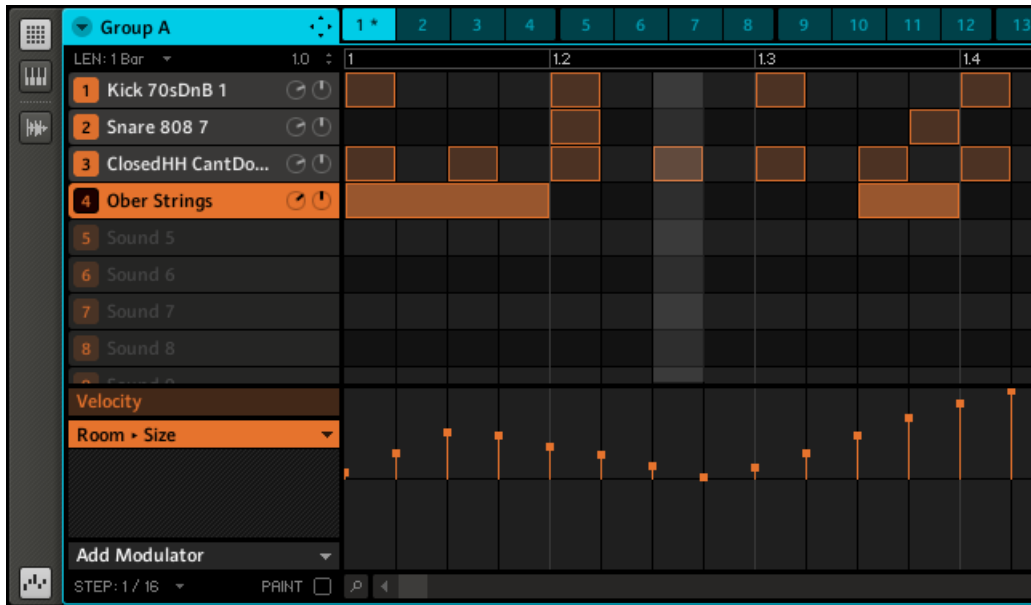 Group A
1 * 2 3 4 5 6 7 8 9 10 11 12 13
LEN: 1 Bar 1.0 1 1.2 1.3 1.4
1 Kick 70sDnB 1
2 Snare 808 7
3 ClosedHH CantDo...
4 Ober Strings
5 Sound 5
6 Sound 6
7 Sound 7
8 Sound 8
9 Sound 9
Velocity
Room ▸ Size
Add Modulator
STEP: 1 / 16 PAINT